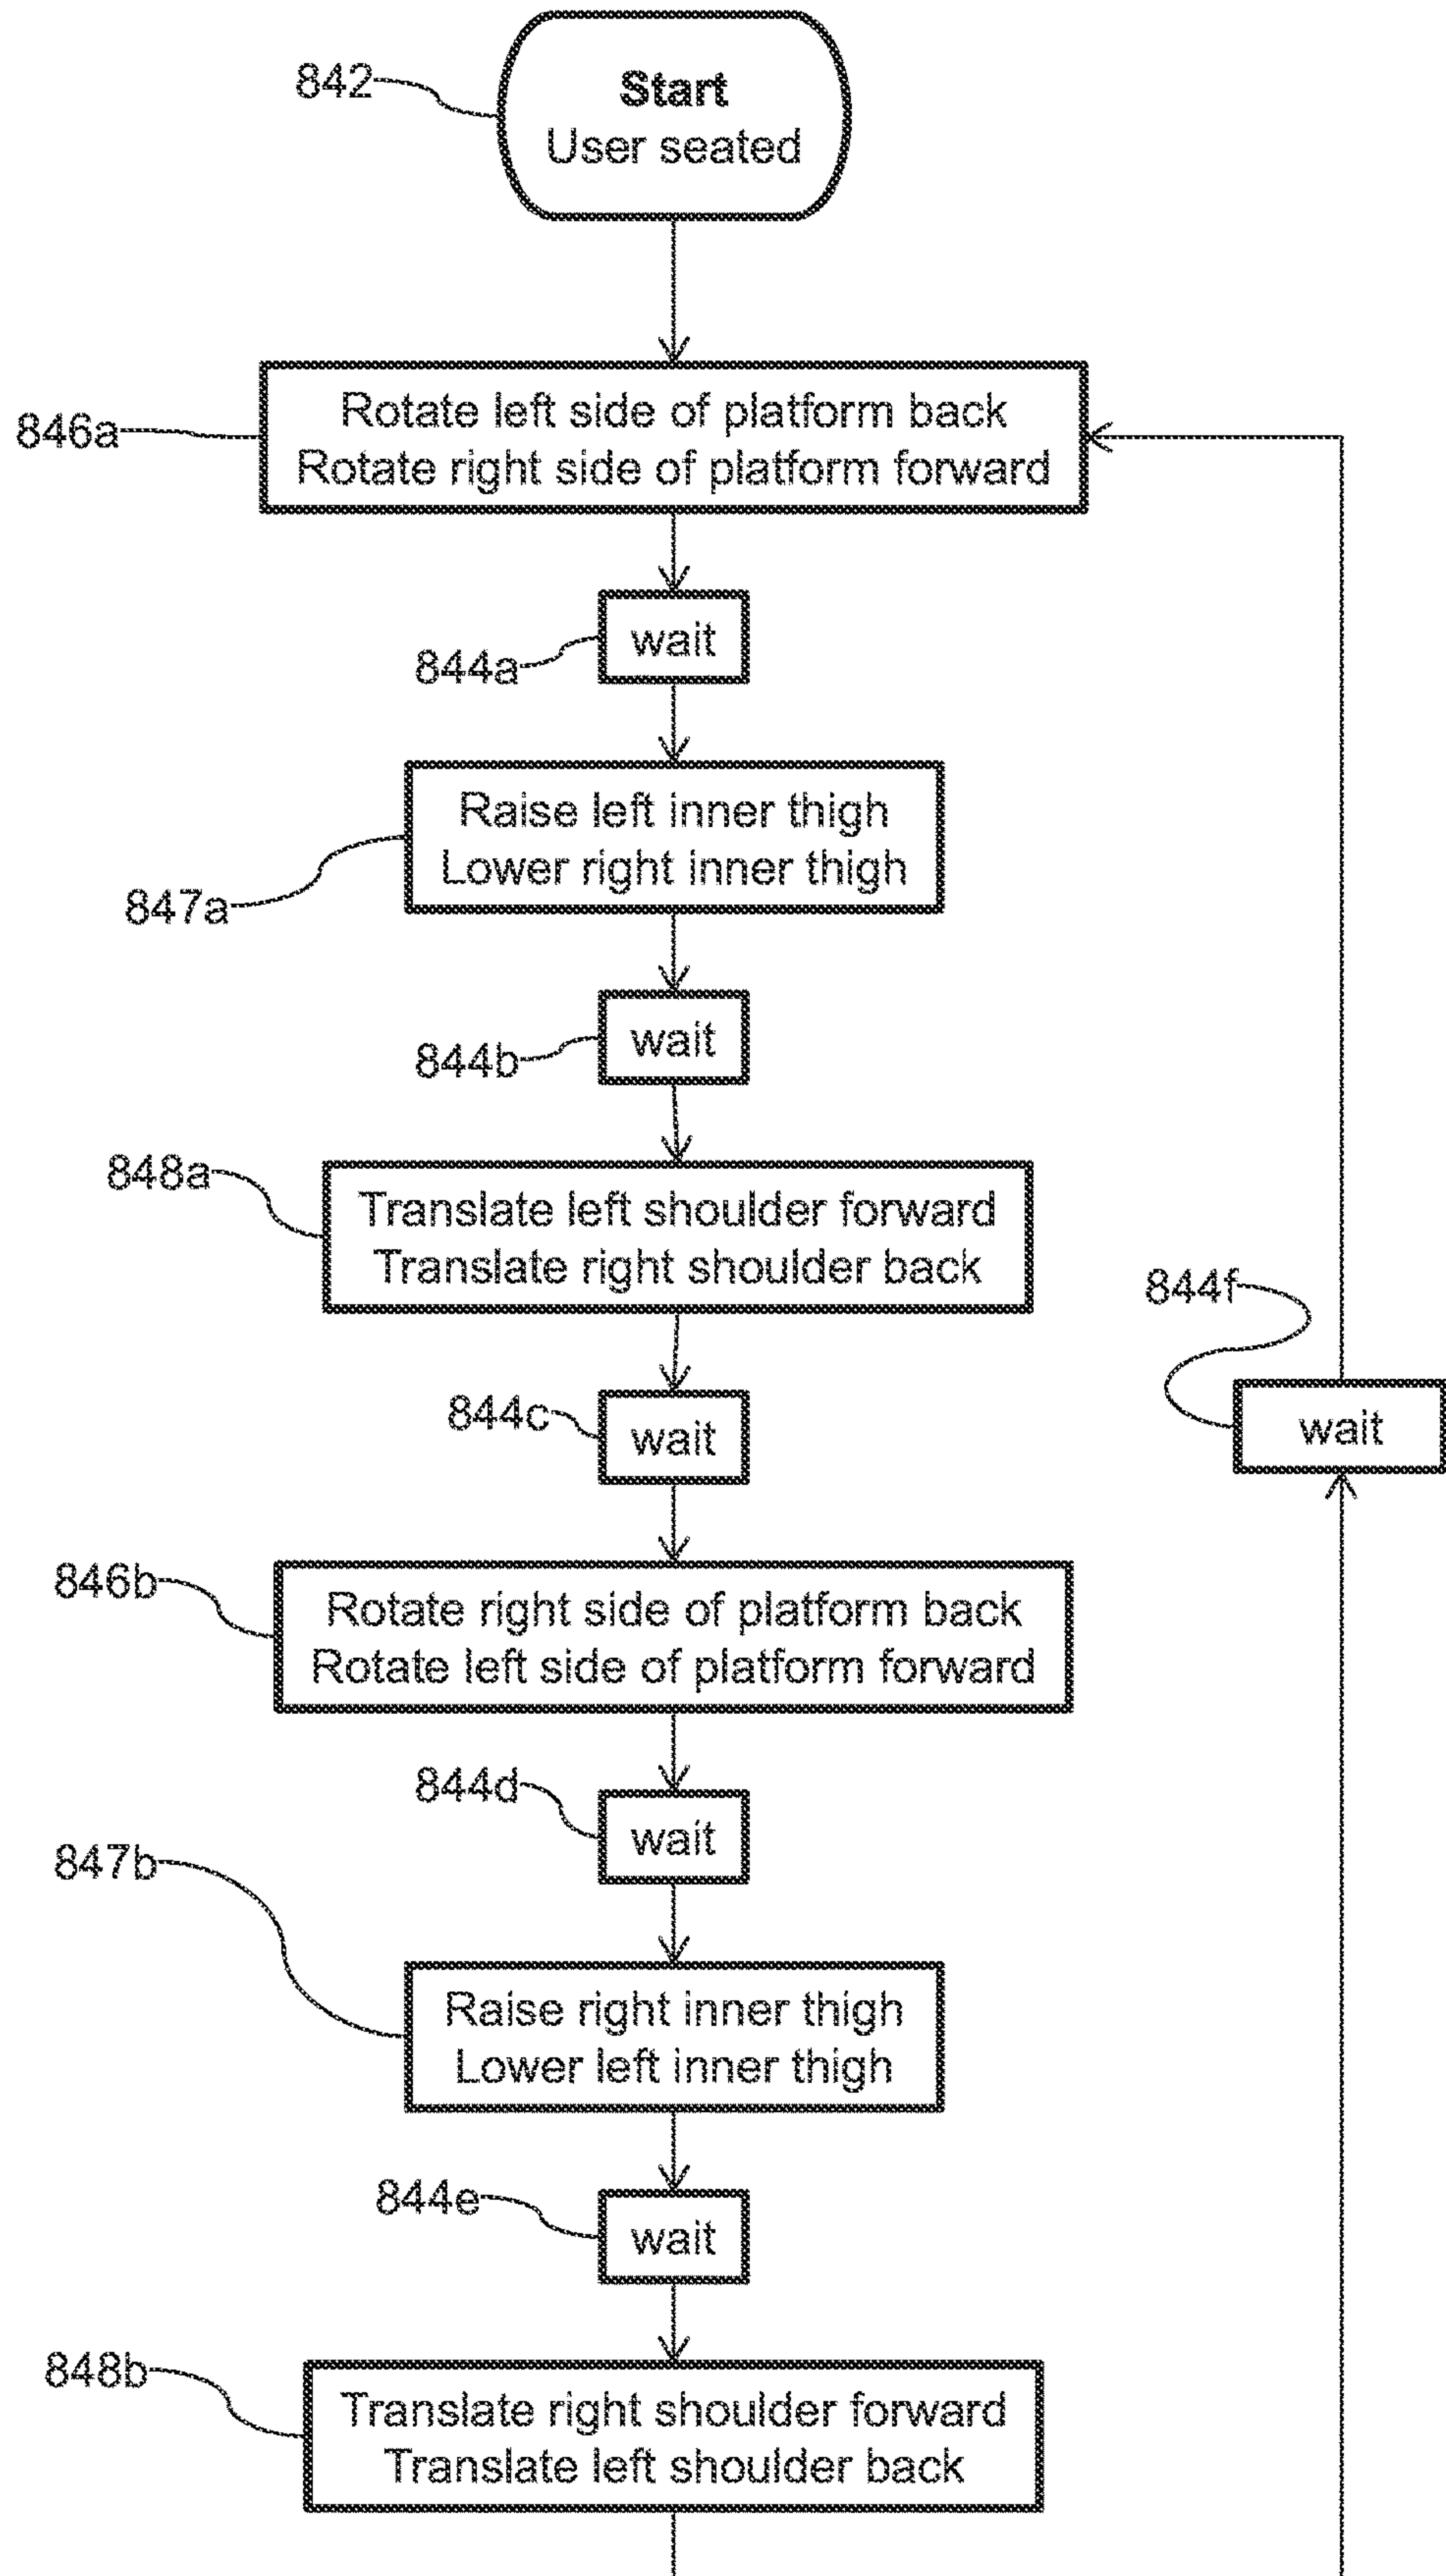 842
Start
User seated
846a
Rotate left side of platform back
Rotate right side of platform forward
844a
wait
847a
Raise left inner thigh
Lower right inner thigh
844b
wait
848a
Translate left shoulder forward
Translate right shoulder back
844f
wait
844c
wait
846b
Rotate right side of platform back
Rotate left side of platform forward
844d
wait
847b
Raise right inner thigh
Lower left inner thigh
844e
wait
848b
Translate right shoulder forward
Translate left shoulder back